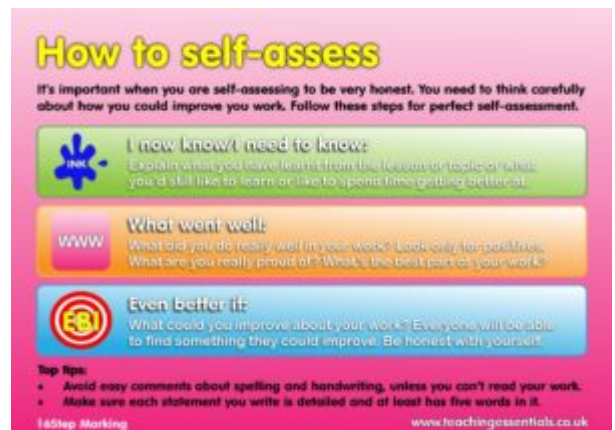 How to self-assess
It's important when you are self-assessing to be very honest. You need to think carefully
about how you could improve you work. Follow these steps for perfect self-assessment.
INK
I now know/I need to know:
Explain what you have learnt from the lesson or topic or what
you'd still like to learn or like to spend time getting better at.
WWW
What went well:
What did you do really well in your work? Look only for positives.
What are you really proud of? What's the best part of your work?
EBI
Even better if:
What could you improve about your work? Everyone will be able
to find something they could improve. Be honest with yourself.
Top tips:
• Avoid easy comments about spelling and handwriting, unless you can't read your work.
• Make sure each statement you write is detailed and at least has five words in it.
16Step Marking
www.teachingessentials.co.uk